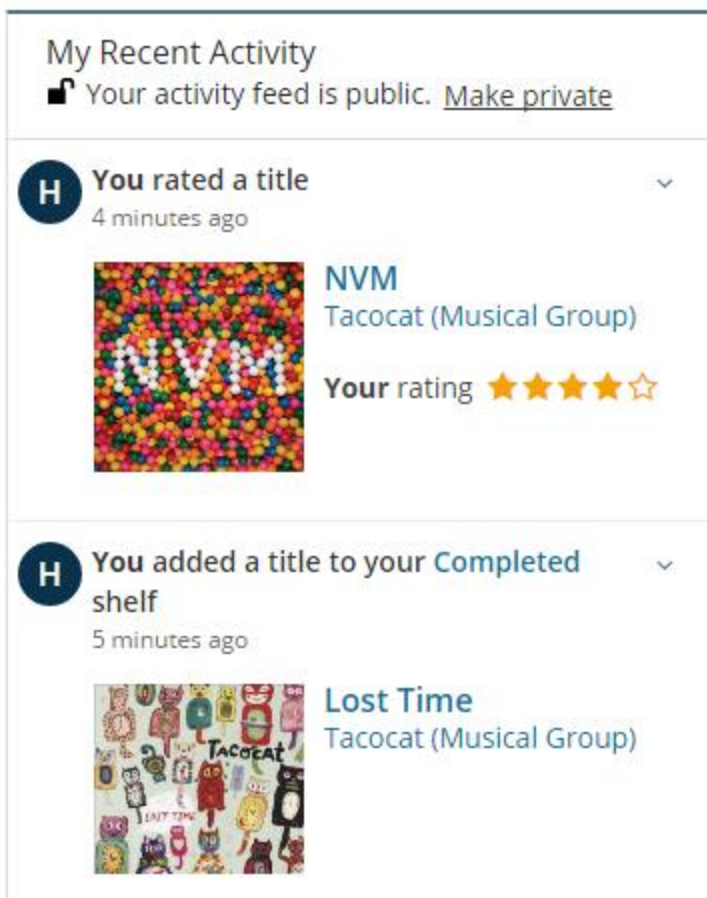 My Recent Activity
Your activity feed is public. Make private
H
You rated a title
4 minutes ago
NVM
NVM
Tacocat (Musical Group)
Your rating
H
You added a title to your Completed
shelf
5 minutes ago
Lost Time
Tacocat (Musical Group)
TACOCAT
LOST TIME